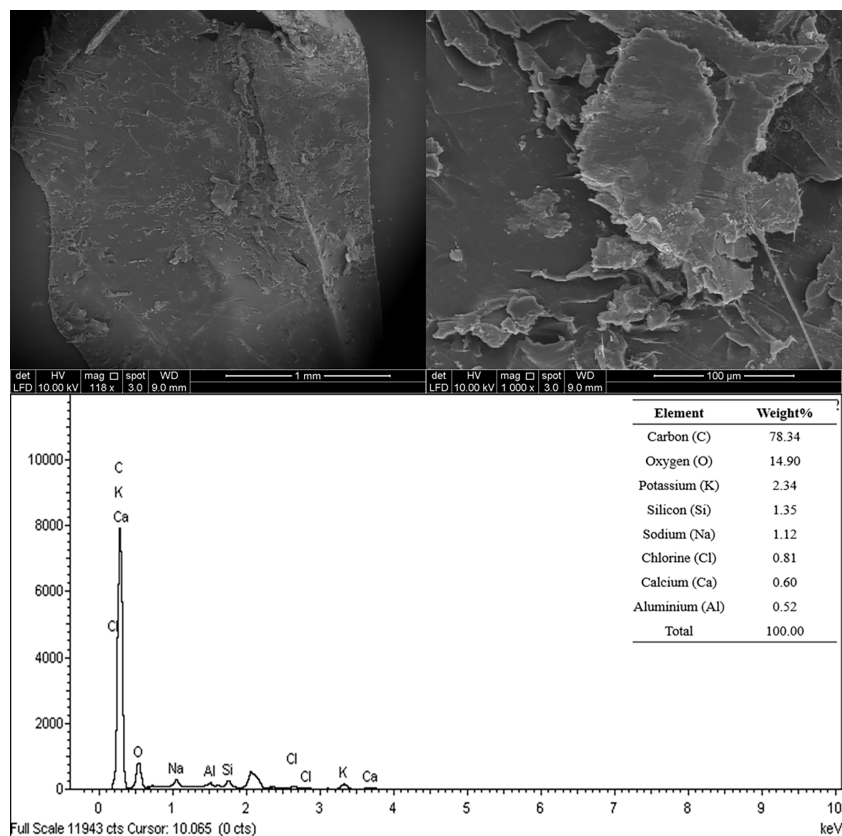 det HV mag □ spot WD
LFD 10.00 kV 118 x 3.0 9.0 mm
1 mm
det HV mag □ spot WD
LFD 10.00 kV 1 000 x 3.0 9.0 mm
100 µm
Element Weight%
Carbon (C) 78.34
Oxygen (O) 14.90
Potassium (K) 2.34
Silicon (Si) 1.35
Sodium (Na) 1.12
Chlorine (Cl) 0.81
Calcium (Ca) 0.60
Aluminium (Al) 0.52
Total 100.00
10000
8000
6000
4000
2000
0
C
K
Ca
Cl
O
Na
Al
Si
Cl
Cl
K
Ca
0 1 2 3 4 5 6 7 8 9 10
Full Scale 11943 cts Cursor: 10.065 (0 cts) keV